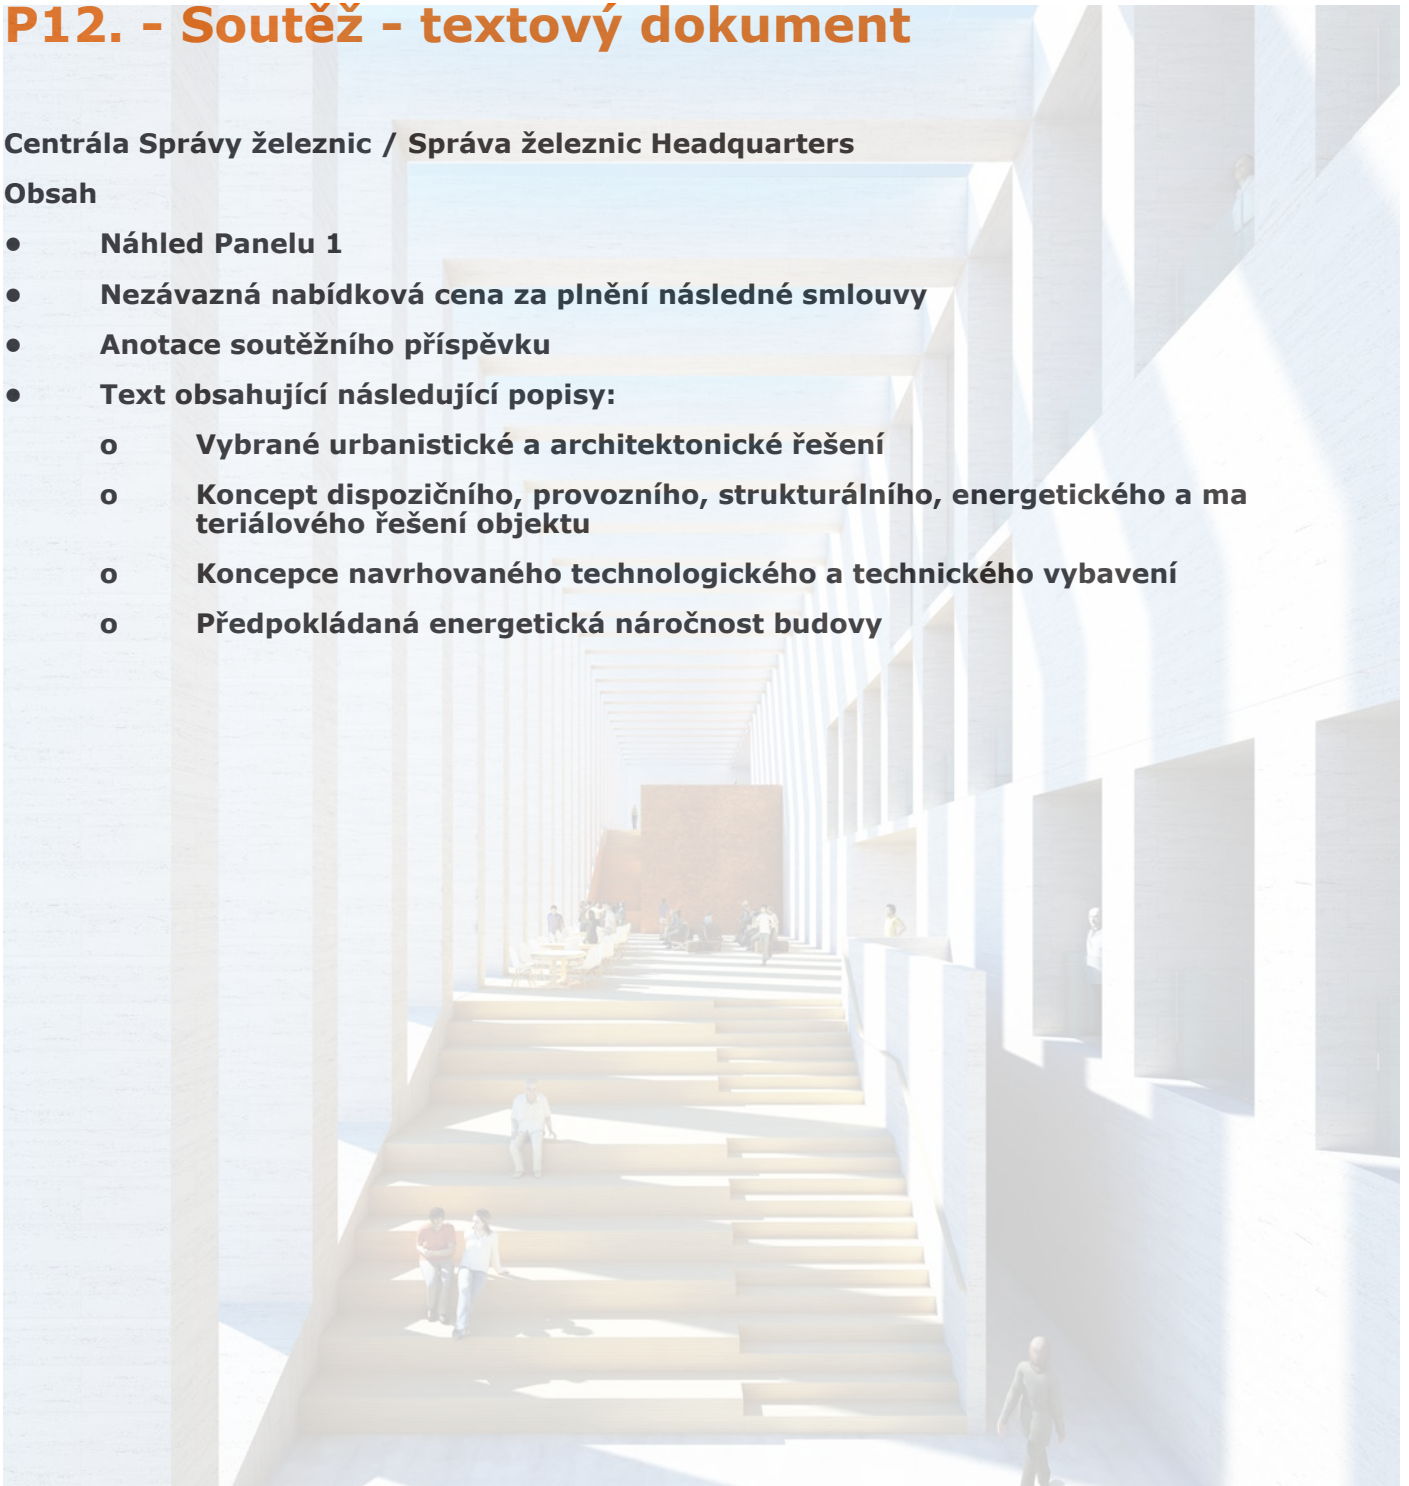 P12. - Soutěž - textový dokument
Centrála Správy železnic / Správa železnic Headquarters
Obsah
● Náhled Panelu 1
● Nezávazná nabídková cena za plnění následné smlouvy
● Anotace soutěžního příspěvku
● Text obsahující následující popisy:
o Vybrané urbanistické a architektonické řešení
o Koncept dispozičního, provozního, strukturálního, energetického a ma
teriálového řešení objektu
o Koncepce navrhovaného technologického a technického vybavení
o Předpokládaná energetická náročnost budovy